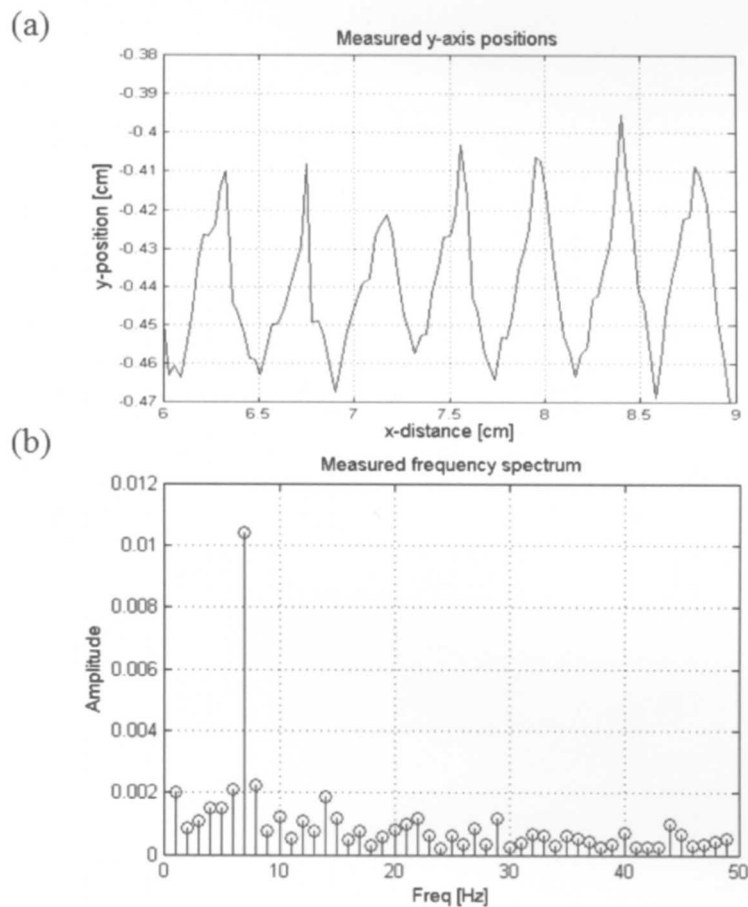 (a)
Measured y-axis positions
-0.38
-0.39
-0.4
-0.41
-0.42
-0.43
-0.44
-0.45
-0.46
-0.47
y-position [cm]
6 6.5 7 7.5 8 8.5 9
x-distance [cm]
(b)
Measured frequency spectrum
0.012
0.01
0.008
0.006
0.004
0.002
0
Amplitude
0 10 20 30 40 50
Freq [Hz]